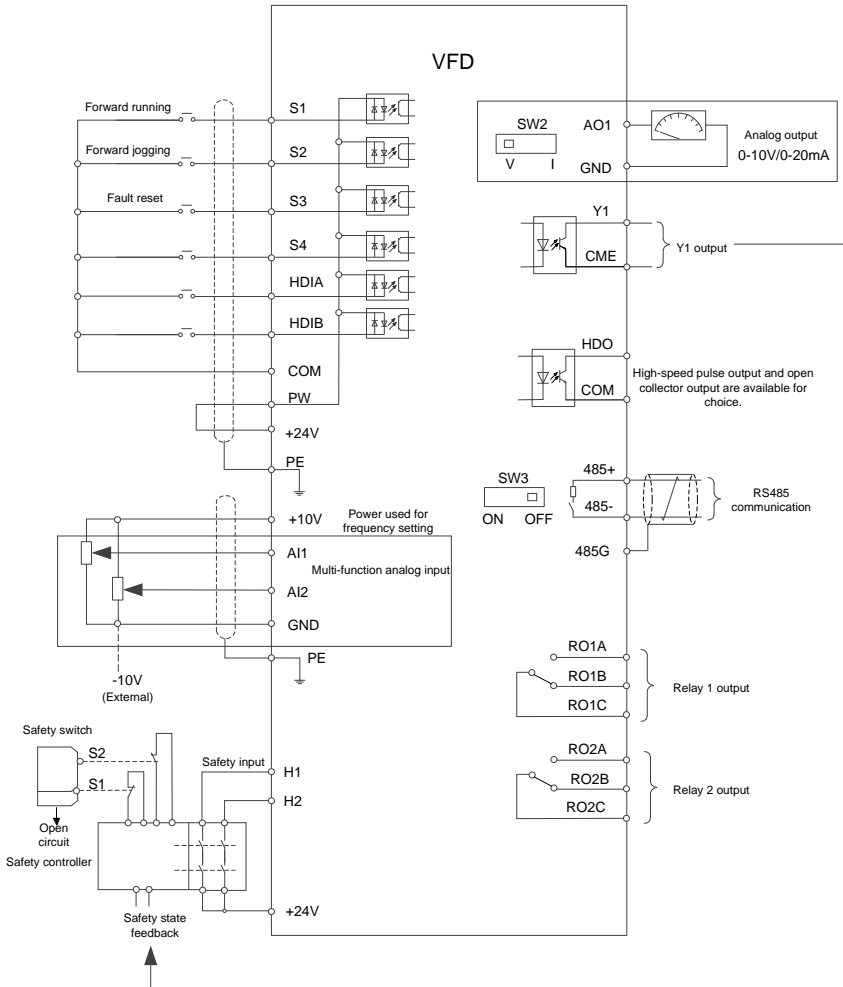 VFD
Forward running
S1
Forward jogging
S2
Fault reset
S3
S4
HDIA
HDIB
COM
PW
+24V
PE
SW2
V I
AO1
GND
Analog output
0-10V/0-20mA
Y1
CME
Y1 output
HDO
COM
High-speed pulse output and open
collector output are available for
choice.
SW3
ON OFF
485+
485-
485G
RS485
communication
Power used for
frequency setting
+10V
AI1
Multi-function analog input
AI2
GND
PE
-10V
(External)
RO1A
RO1B
RO1C
Relay 1 output
RO2A
RO2B
RO2C
Relay 2 output
Safety switch
S2
S1
Open
circuit
Safety controller
Safety input
H1
H2
+24V
Safety state
feedback